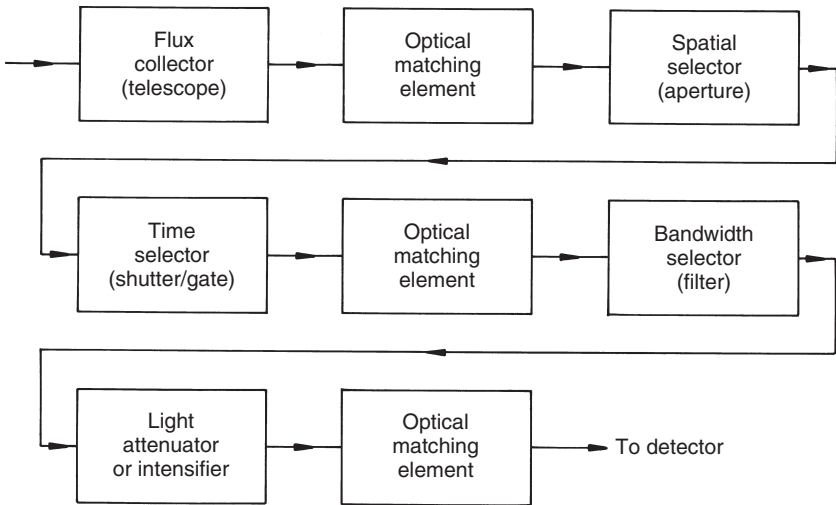 Flux
collector
(telescope)
Optical
matching
element
Spatial
selector
(aperture)
Time
selector
(shutter/gate)
Optical
matching
element
Bandwidth
selector
(filter)
Light
attenuator
or intensifier
Optical
matching
element
To detector